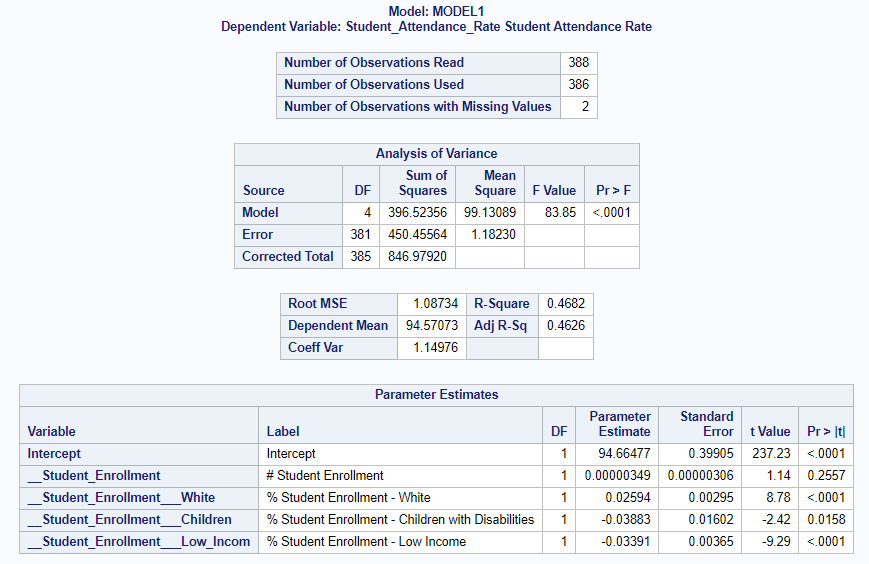 Model: MODEL1
Dependent Variable: Student_Attendance_Rate Student Attendance Rate
Number of Observations Read 388
Number of Observations Used 386
Number of Observations with Missing Values 2
Analysis of Variance
Source DF Sum of Squares Mean Square F Value Pr > F
Model 4 396.52356 99.13089 83.85 <.0001
Error 381 450.45564 1.18230
Corrected Total 385 846.97920
Root MSE 1.08734 R-Square 0.4682
Dependent Mean 94.57073 Adj R-Sq 0.4626
Coeff Var 1.14976
Parameter Estimates
Variable Label DF Parameter Estimate Standard Error t Value Pr > |t|
Intercept Intercept 1 94.66477 0.39905 237.23 <.0001
__Student_Enrollment # Student Enrollment 1 0.00000349 0.00000306 1.14 0.2557
__Student_Enrollment___White % Student Enrollment - White 1 0.02594 0.00295 8.78 <.0001
__Student_Enrollment___Children % Student Enrollment - Children with Disabilities 1 -0.03883 0.01602 -2.42 0.0158
__Student_Enrollment___Low_Incom % Student Enrollment - Low Income 1 -0.03391 0.00365 -9.29 <.0001